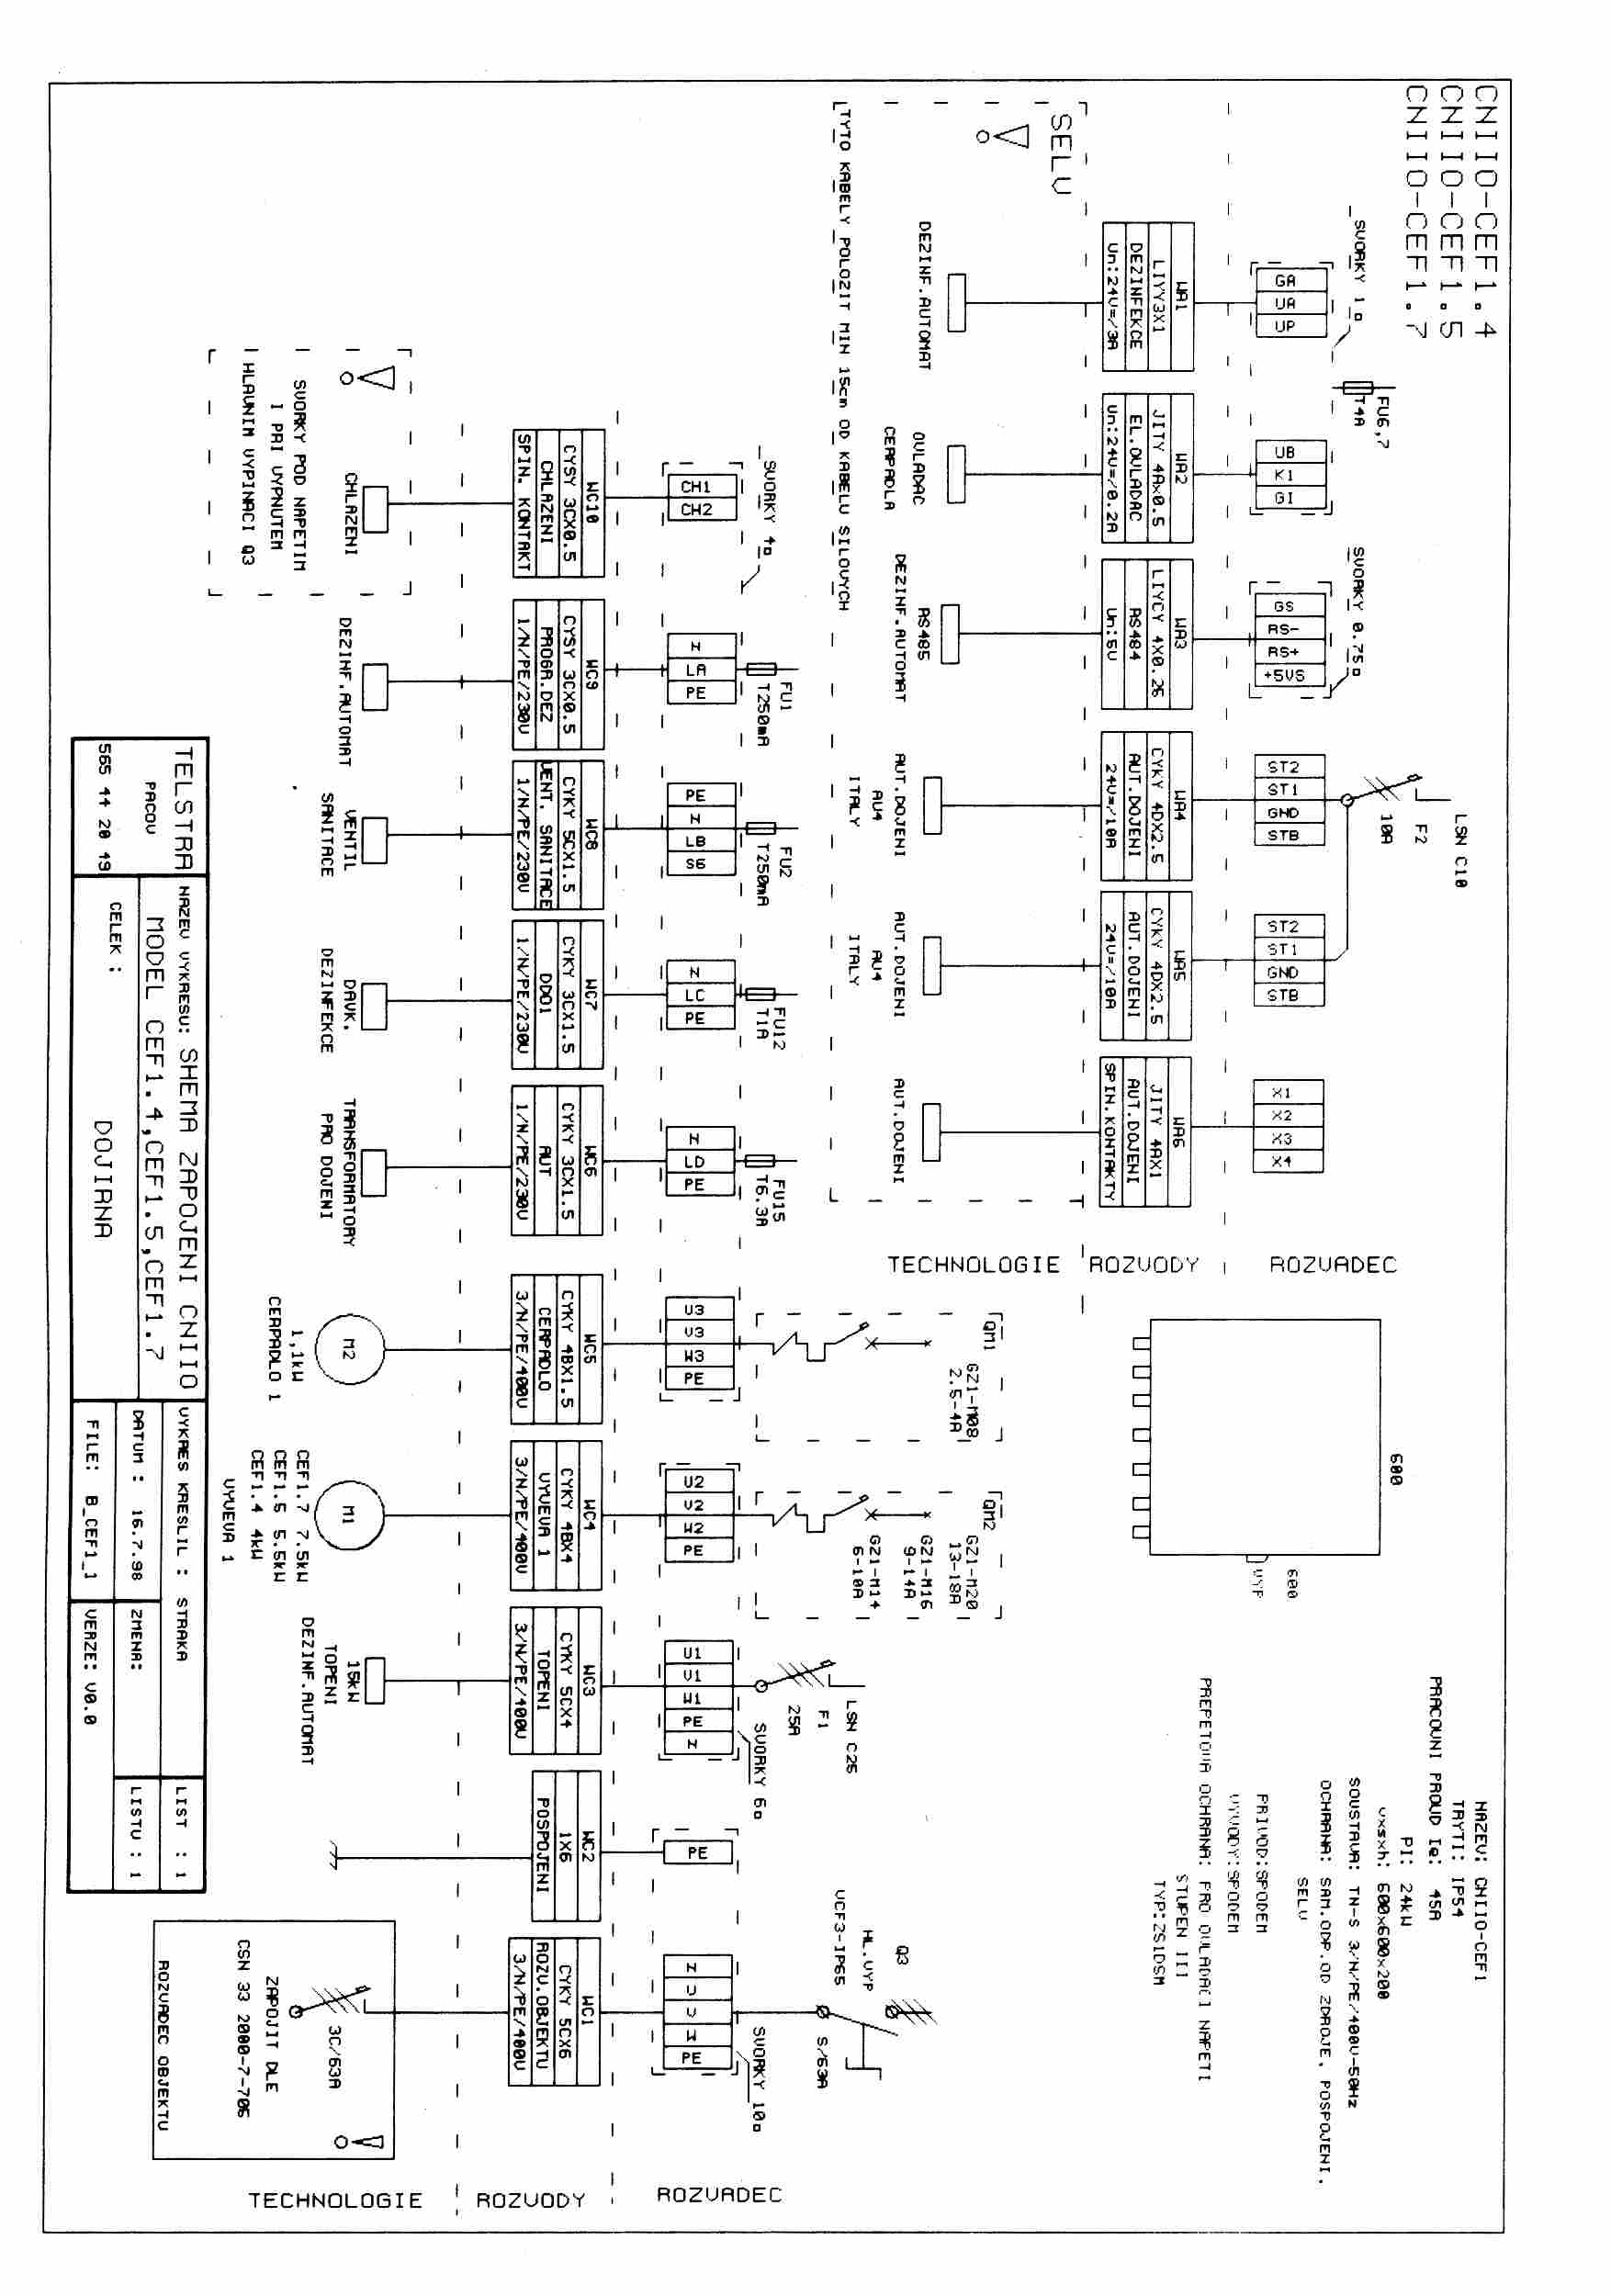 CNIIO-CEF1.4
CNIIO-CEF1.5
CNIIO-CEF1.7
SVORKY 1▫
GA
UA
UP
FU6,7
T4A
UB
K1
GI
SVORKY 0.75▫
GS
RS-
RS+
+5VS
LSN C10
F2
10A
ST2
ST1
GND
STB
ST2
ST1
GND
STB
X1
X2
X3
X4
ROZVADEC
WA1
LIYY3X1
DEZINFEKCE
Un:24V=/3A
WA2
JITY 4Ax0.5
EL.OVLADAC
Un:24V=/0.2A
WA3
LIYCY 4X0.25
RS484
Un:5V
WA4
CYKY 4DX2.5
AUT.DOJENI
24V=/10A
WA5
CYKY 4DX2.5
AUT.DOJENI
24V=/10A
WA6
JITY 4AX1
AUT.DOJENI
SPIN.KONTAKTY
ROZVODY
SELV
DEZINF.AUTOMAT
OVLADAC
CERPADLA
RS485
DEZINF.AUTOMAT
AUT.DOJENI
AU4
ITALY
AUT.DOJENI
AU4
ITALY
AUT.DOJENI
TECHNOLOGIE
TYTO KABELY POLOZIT MIN 15cm OD KABELU SILOVYCH
600
600
VYP
NAZEV: CNIIO-CEF1
TRYTI: IP54
PRACOVNI PROUD Ie: 45A
PI: 24kW
vxsxh: 600x600x200
SOUSTAVA: TN-S 3/N/PE/400V-50Hz
OCHRANA: SAM.ODP.OD ZDROJE, POSPOJENI,
SELV
PRIVOD:SPODEM
VYVODY:SPODEM
PREPETOVA OCHRANA: PRO OVLADACI NAPETI
STUPEN III
TYP:ZS1DSM
SVORKY 4▫
CH1
CH2
FU1
T250mA
N
LA
PE
FU2
T250mA
PE
N
LB
S6
FU12
T1A
N
LC
PE
FU15
T6.3A
N
LD
PE
QM1
GZ1-M08
2.5-4A
U3
V3
W3
PE
QM2
GZ1-M20
13-18A
GZ1-M16
9-14A
GZ1-M14
6-10A
U2
V2
W2
PE
LSN C25
F1
25A
SVORKY 6▫
U1
V1
W1
PE
N
PE
Q3
HL.VYP
VCF3-IP65
S/63A
SVORKY 10▫
N
U
V
W
PE
ROZVADEC
WC10
CYSY 3CX0.5
CHLAZENI
SPIN. KONTAKT
WC9
CYSY 3CX0.5
PROGR.DEZ
1/N/PE/230V
WC8
CYKY 5CX1.5
VENT. SANITACE
1/N/PE/230V
WC7
CYKY 3CX1.5
DDO1
1/N/PE/230V
WC6
CYKY 3CX1.5
AUT
1/N/PE/230V
WC5
CYKY 4BX1.5
CERPADLO
3/N/PE/400V
WC4
CYKY 4BX4
VYVEVA 1
3/N/PE/400V
WC3
CYKY 5CX4
TOPENI
3/N/PE/400V
WC2
1X6
POSPOJENI
WC1
CYKY 5CX6
ROZV.OBJEKTU
3/N/PE/400V
ROZVODY
CHLAZENI
SVORKY POD NAPETIM
I PRI VYPNUTEM
HLAVNIM VYPINACI Q3
DEZINF.AUTOMAT
VENTIL
SANITACE
DAVK.
DEZINFEKCE
TRANSFORMATORY
PRO DOJENI
M2
1,1kW
CERPADLO 1
M1
CEF1.7 7.5kW
CEF1.5 5.5kW
CEF1.4 4kW
VYVEVA 1
15kW
TOPENI
DEZINF.AUTOMAT
3C/63A
ZAPOJIT DLE
CSN 33 2000-7-705
ROZVADEC OBJEKTU
TECHNOLOGIE
TELSTRA
PACOV
565 44 20 49
NAZEV VYKRESU: SHEMA ZAPOJENI CNIIO
MODEL CEF1.4,CEF1.5,CEF1.7
CELEK :
DOJIRNA
VYKRES KRESLIL : STRAKA
LIST : 1
DATUM : 16.7.98
ZMENA:
LISTU : 1
FILE: B_CEF1_1
VERZE: V0.0